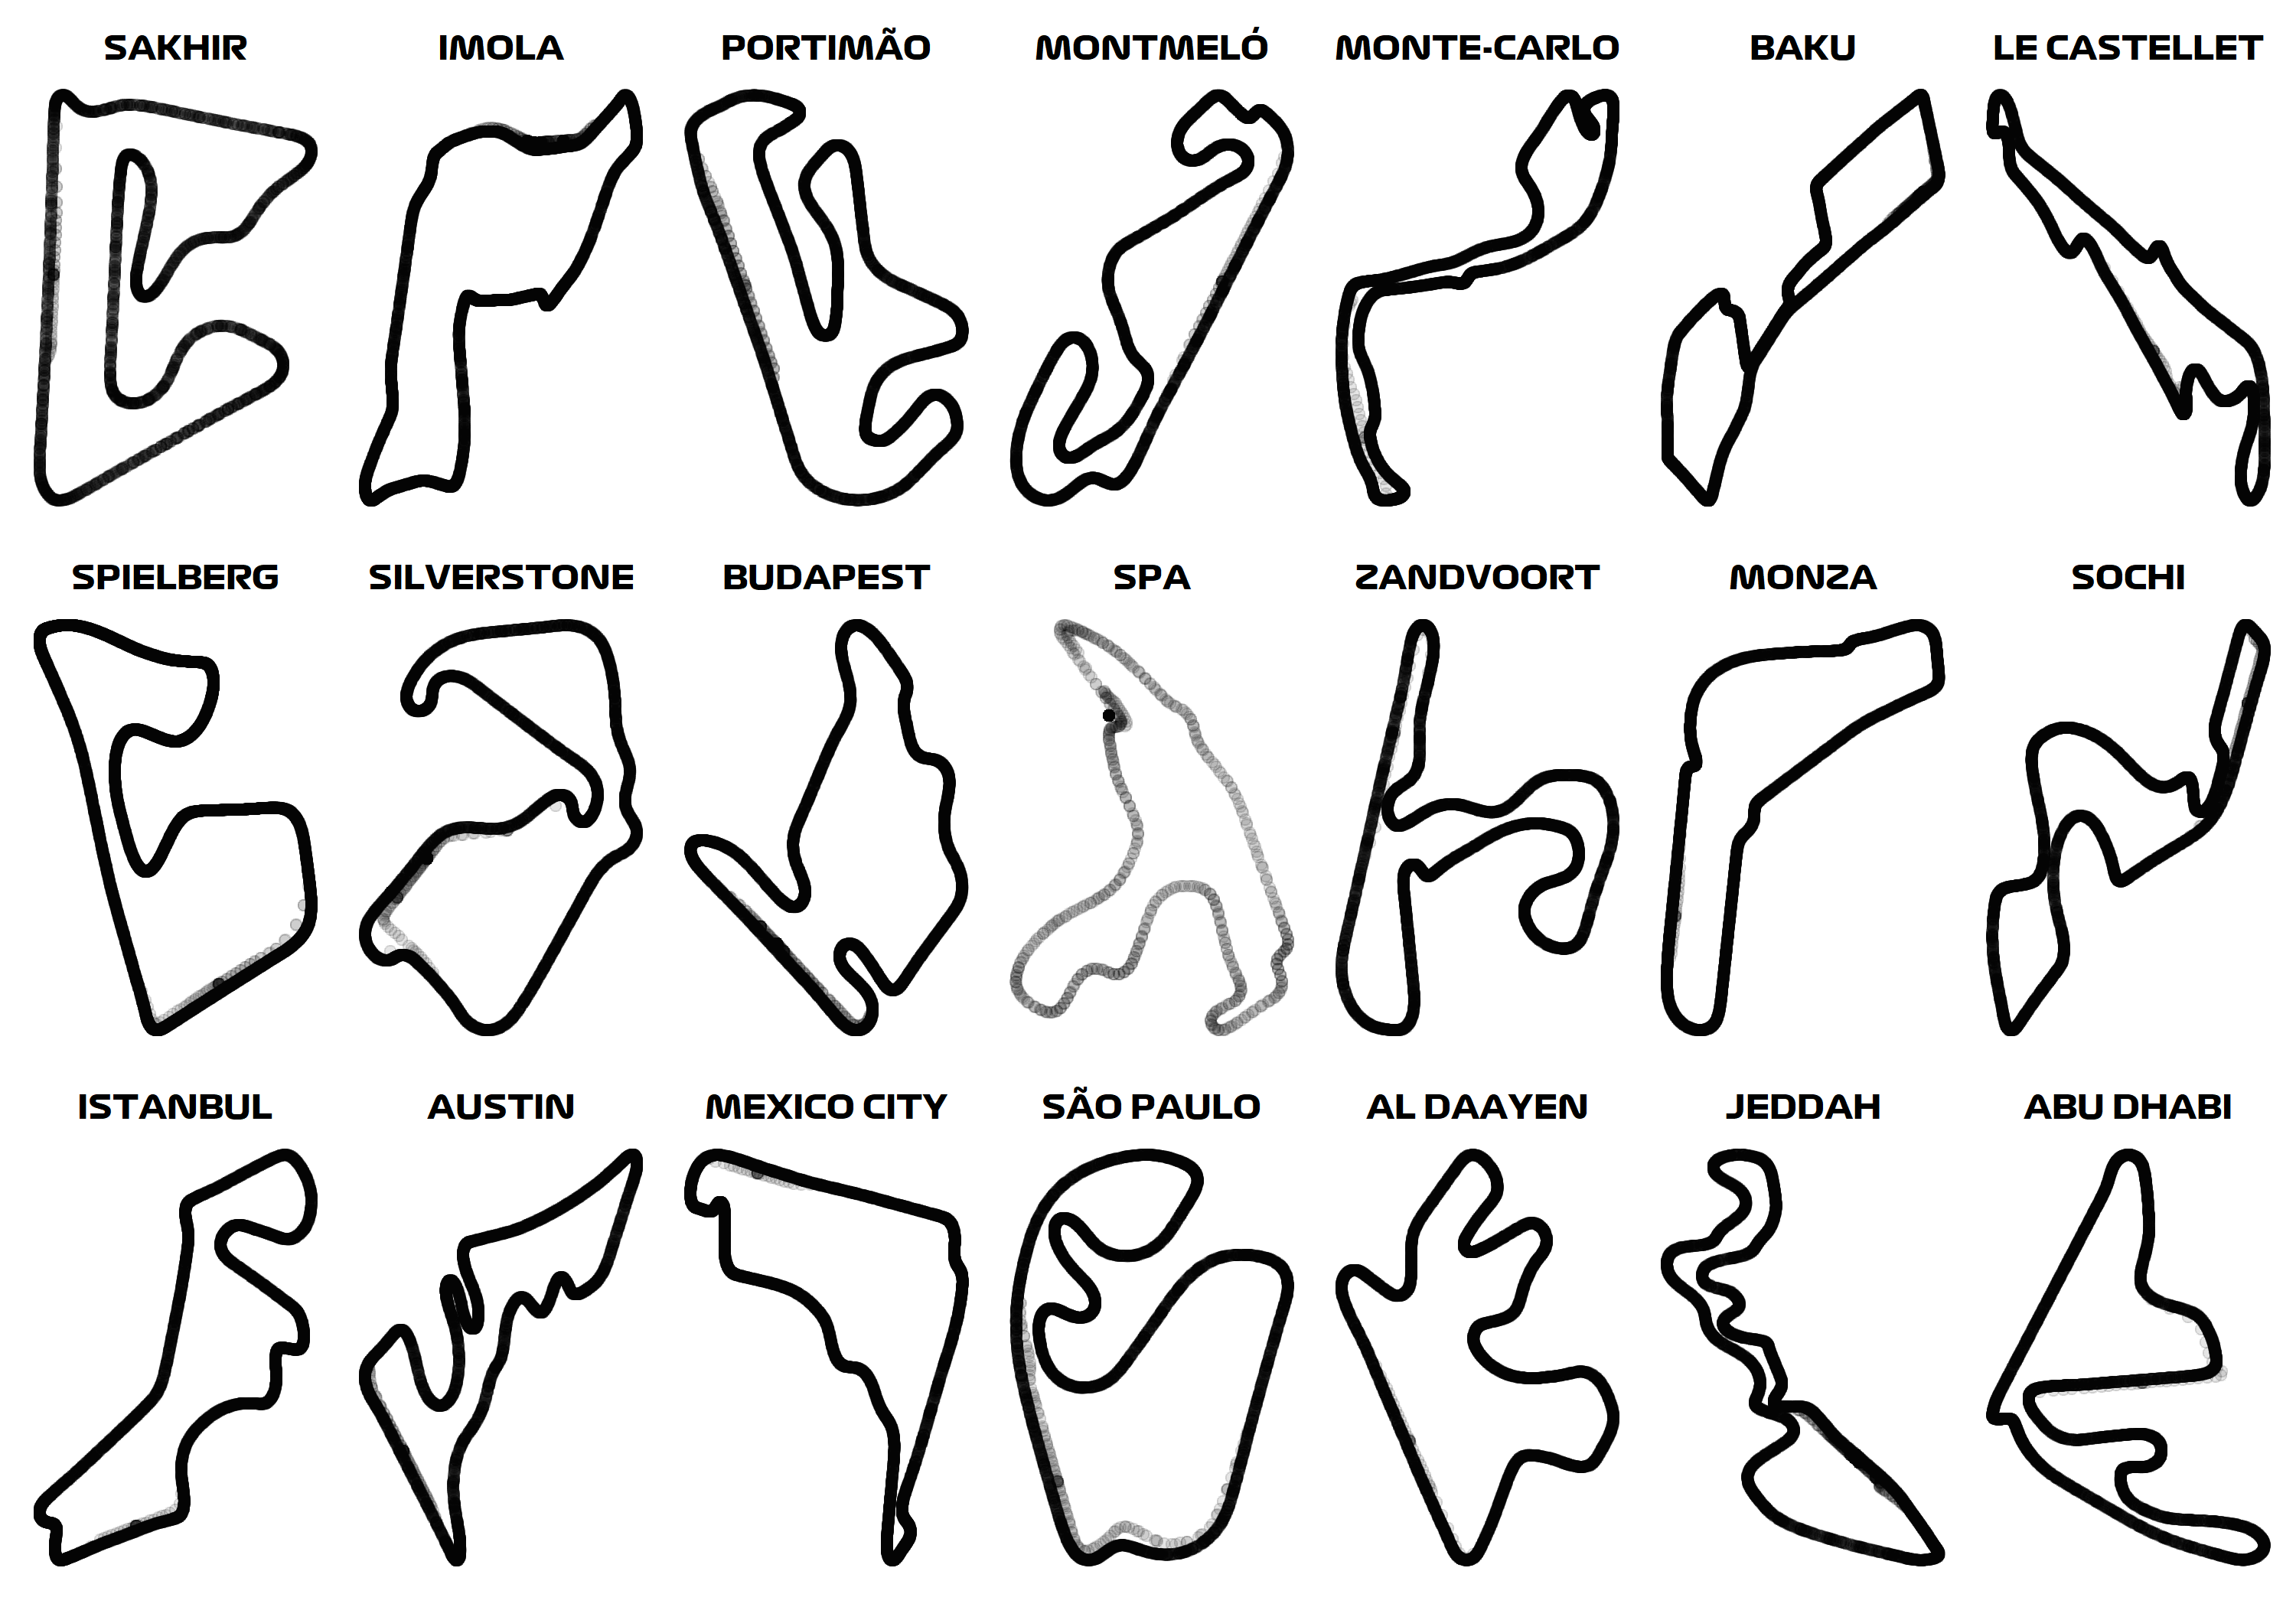 SAKHIR IMOLA PORTIMÃO MONTMELÓ MONTE-CARLO BAKU LE CASTELLET
SPIELBERG SILVERSTONE BUDAPEST SPA ZANDVOORT MONZA SOCHI
ISTANBUL AUSTIN MEXICO CITY SÃO PAULO AL DAAYEN JEDDAH ABU DHABI